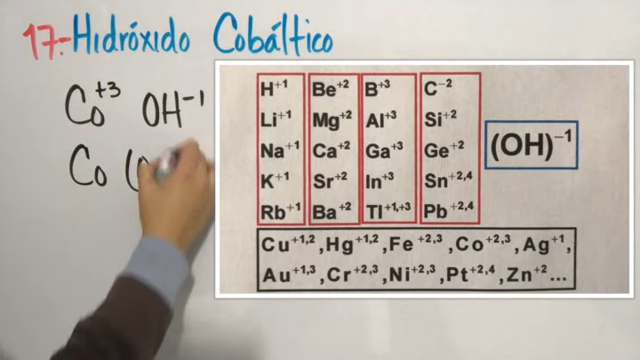 17.- Hidróxido Cobáltico
Co+3 OH−1
Co (
H+1 Be+2 B+3 C−2
Li+1 Mg+2 Al+3 Si+2
Na+1 Ca+2 Ga+3 Ge+2
K+1 Sr+2 In+3 Sn+2,4
Rb+1 Ba+2 Tl+1,+3 Pb+2,4
(OH)−1
Cu+1,2, Hg+1,2, Fe+2,3, Co+2,3, Ag+1,
Au+1,3, Cr+2,3, Ni+2,3, Pt+2,4, Zn+2...